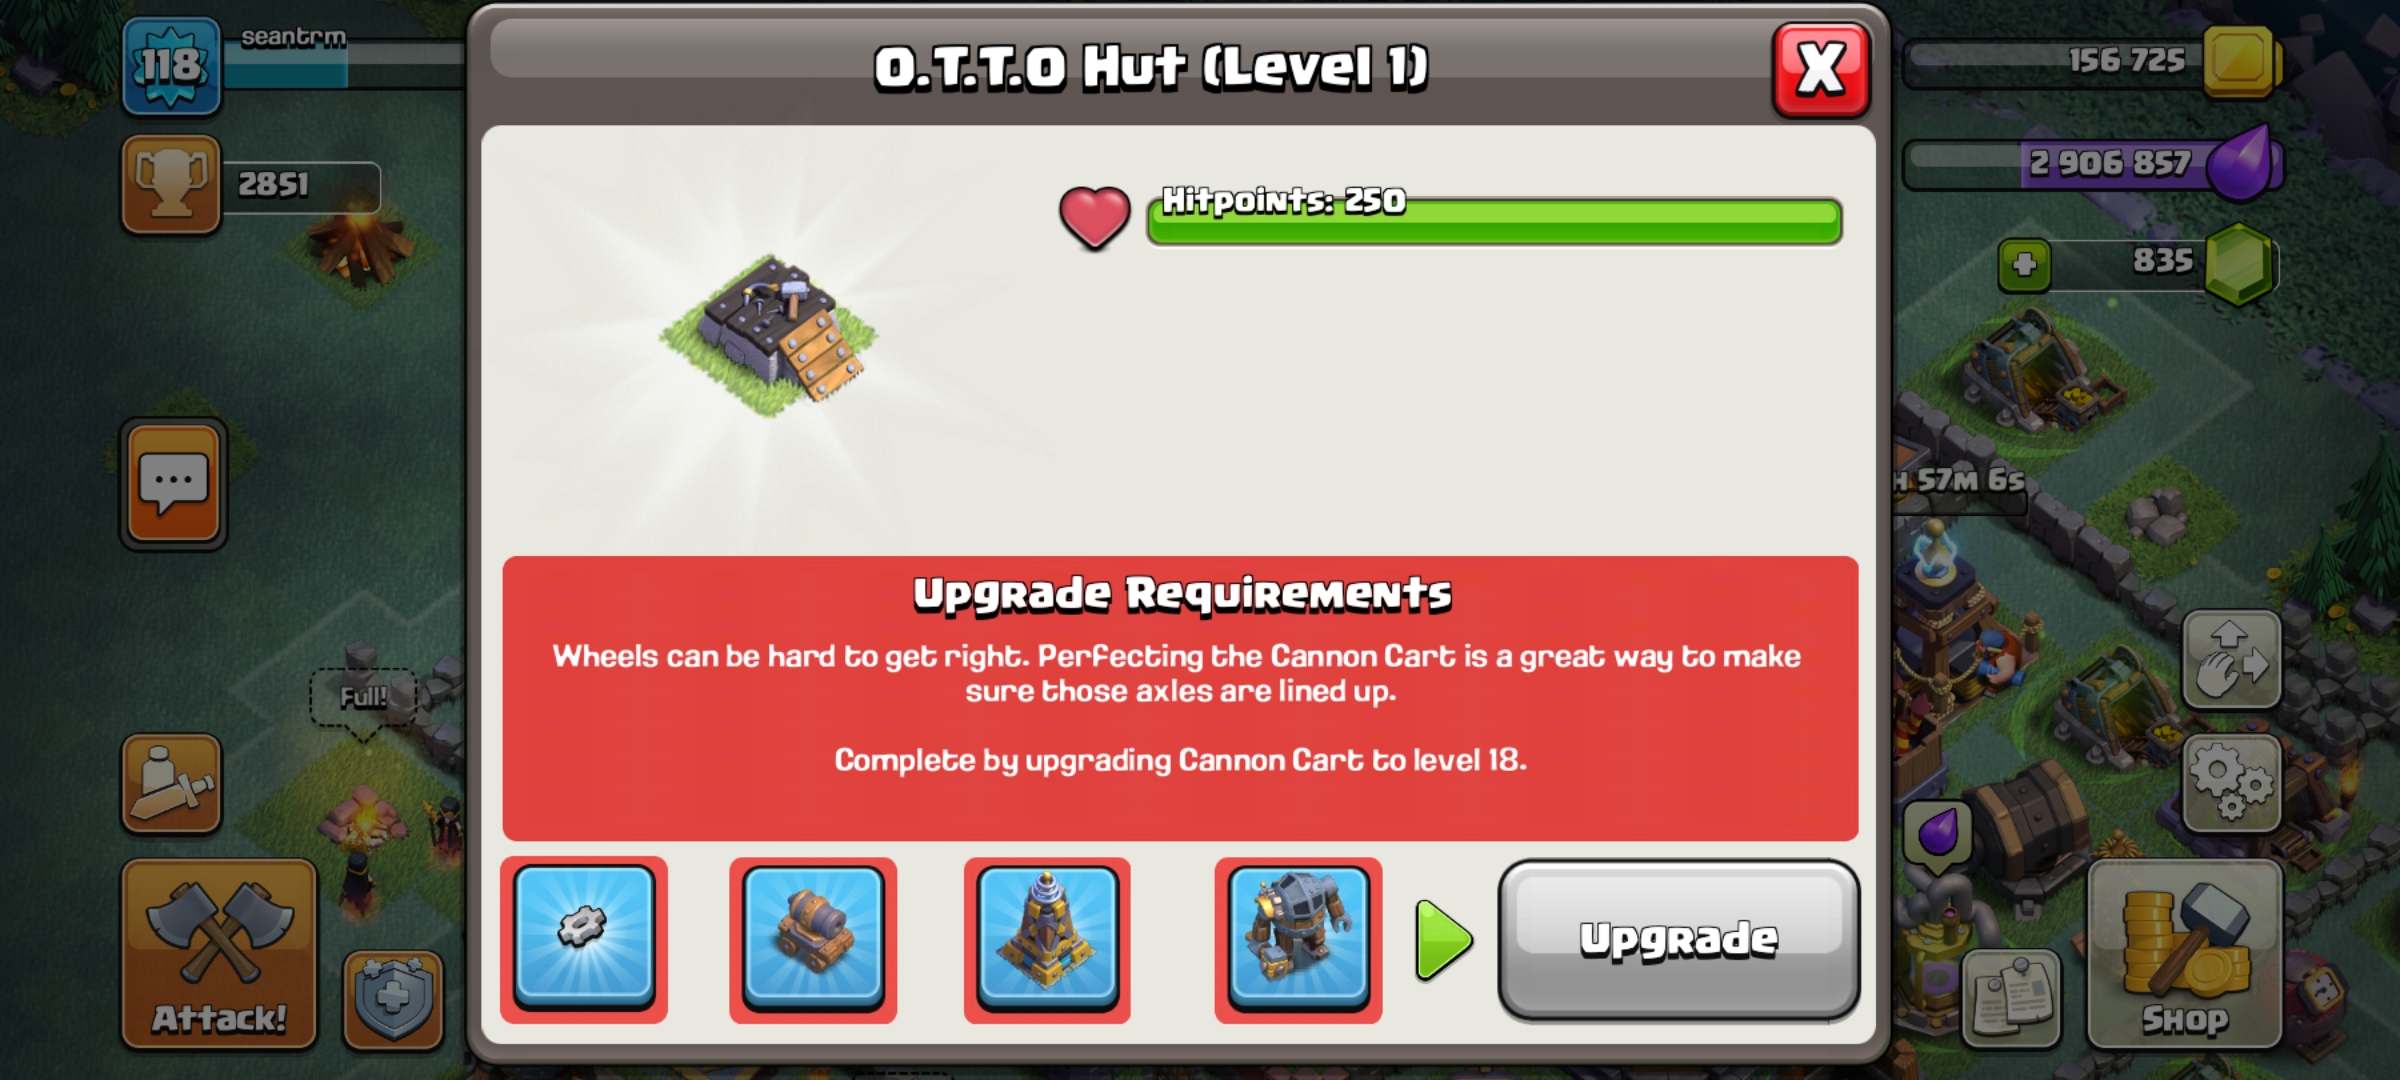 118
seantrm
O.T.T.O Hut (Level 1)
X
156 725
2851
Hitpoints: 250
2 906 857
835
H 57M 6s
Upgrade Requirements
Wheels can be hard to get right. Perfecting the Cannon Cart is a great way to make
sure those axles are lined up.
Full!
Complete by upgrading Cannon Cart to level 18.
Upgrade
Attack!
Shop